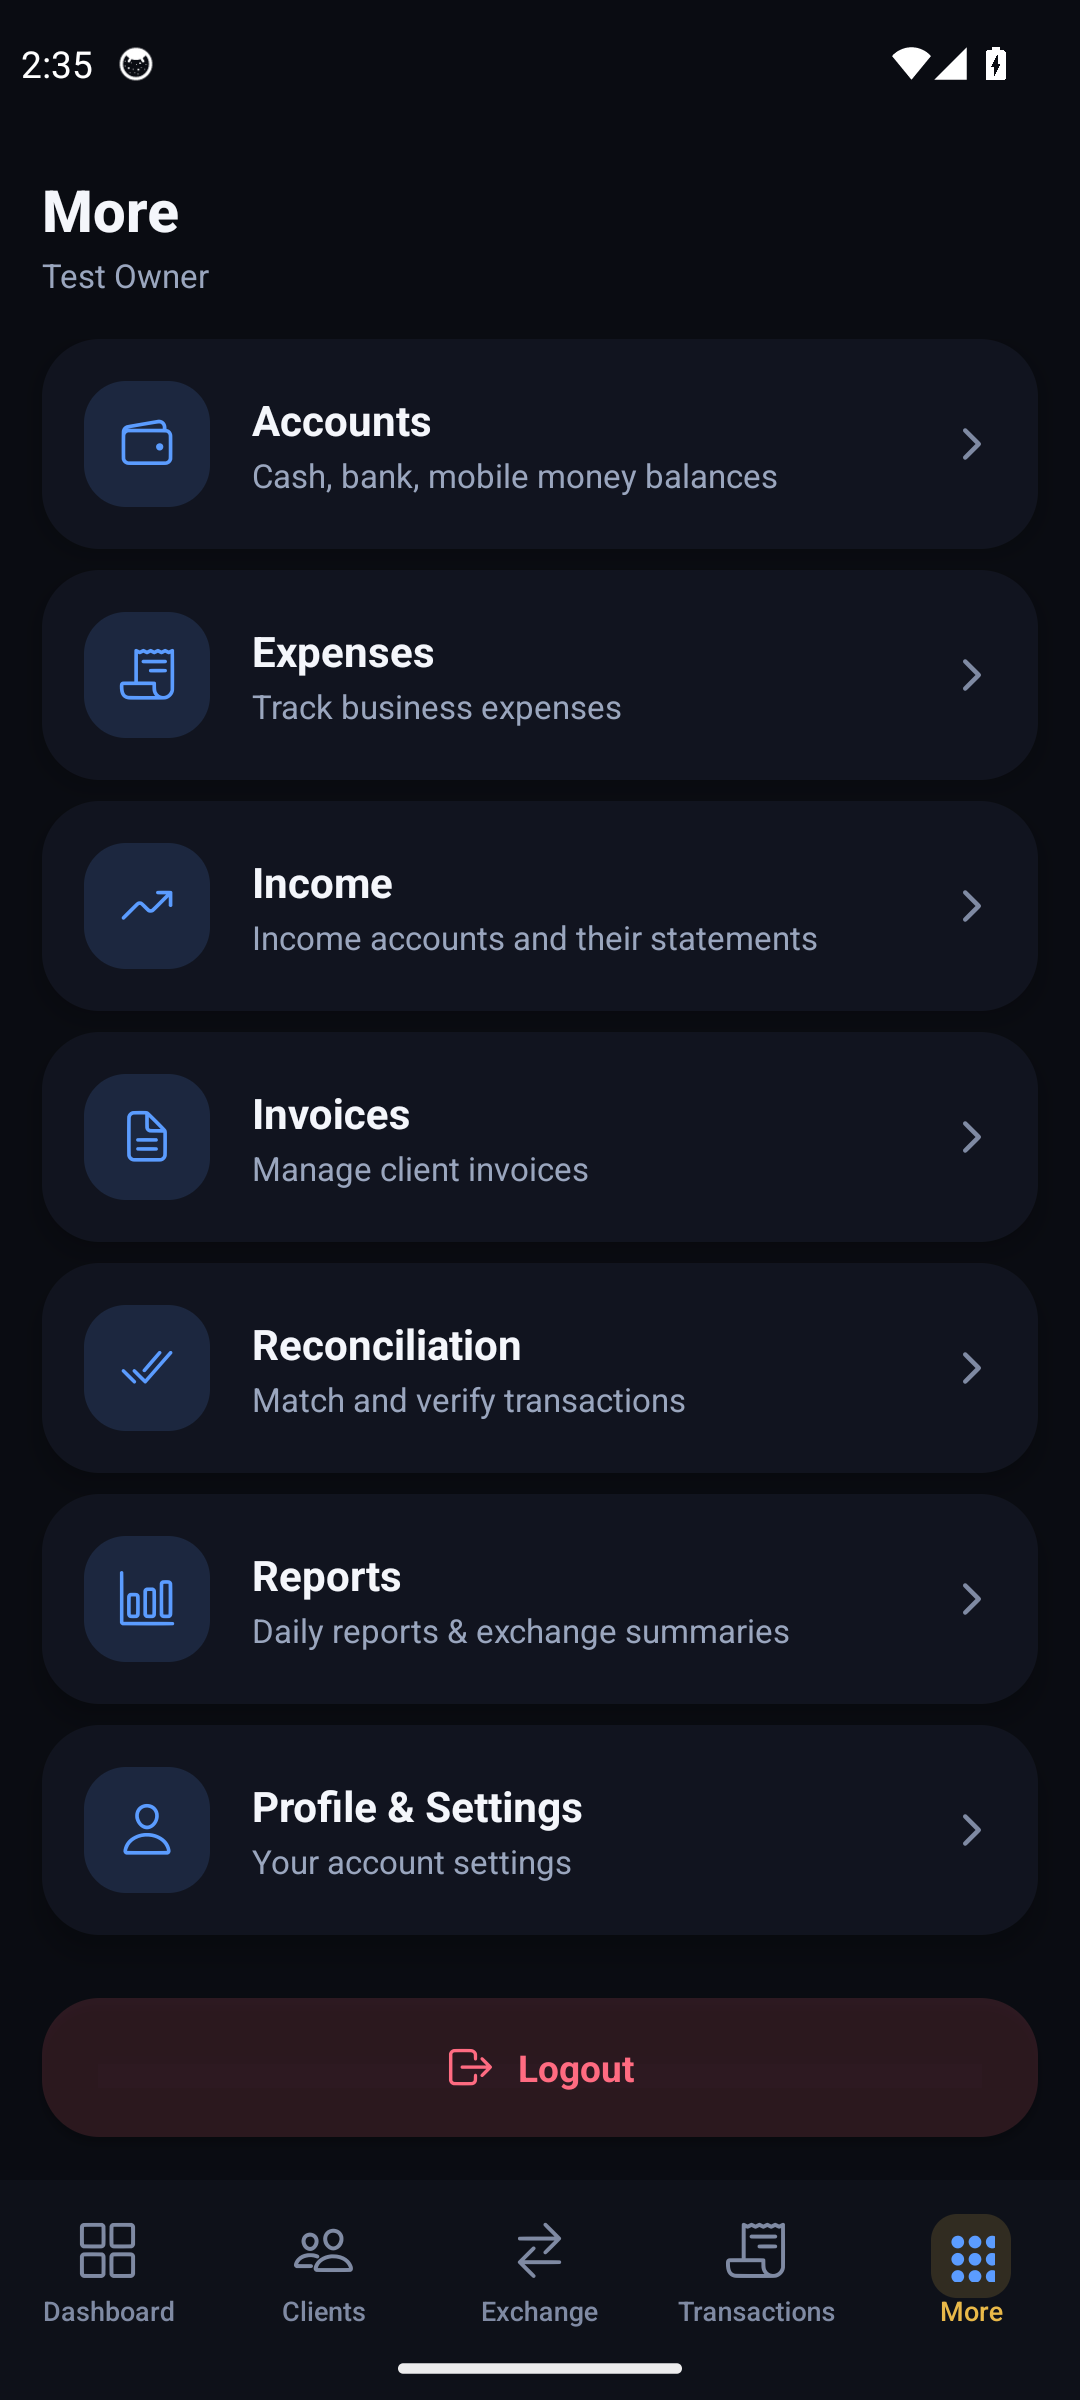 2:35
More
Test Owner
Accounts
Cash, bank, mobile money balances
Expenses
Track business expenses
Income
Income accounts and their statements
Invoices
Manage client invoices
Reconciliation
Match and verify transactions
Reports
Daily reports & exchange summaries
Profile & Settings
Your account settings
Logout
Dashboard
Clients
Exchange
Transactions
More